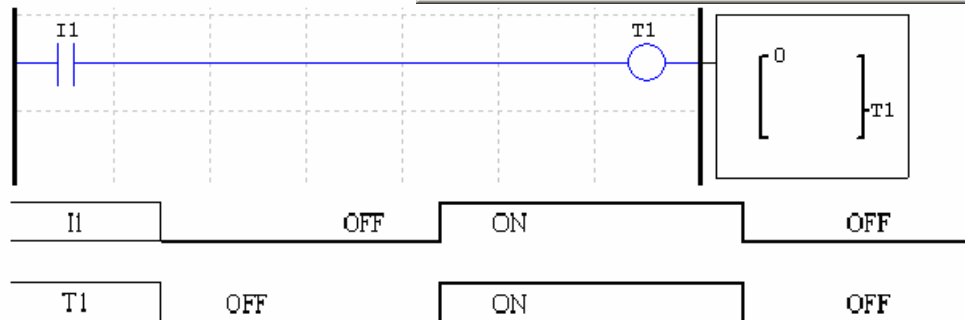 I1 T1
0
T1
I1 OFF ON OFF
T1 OFF ON OFF